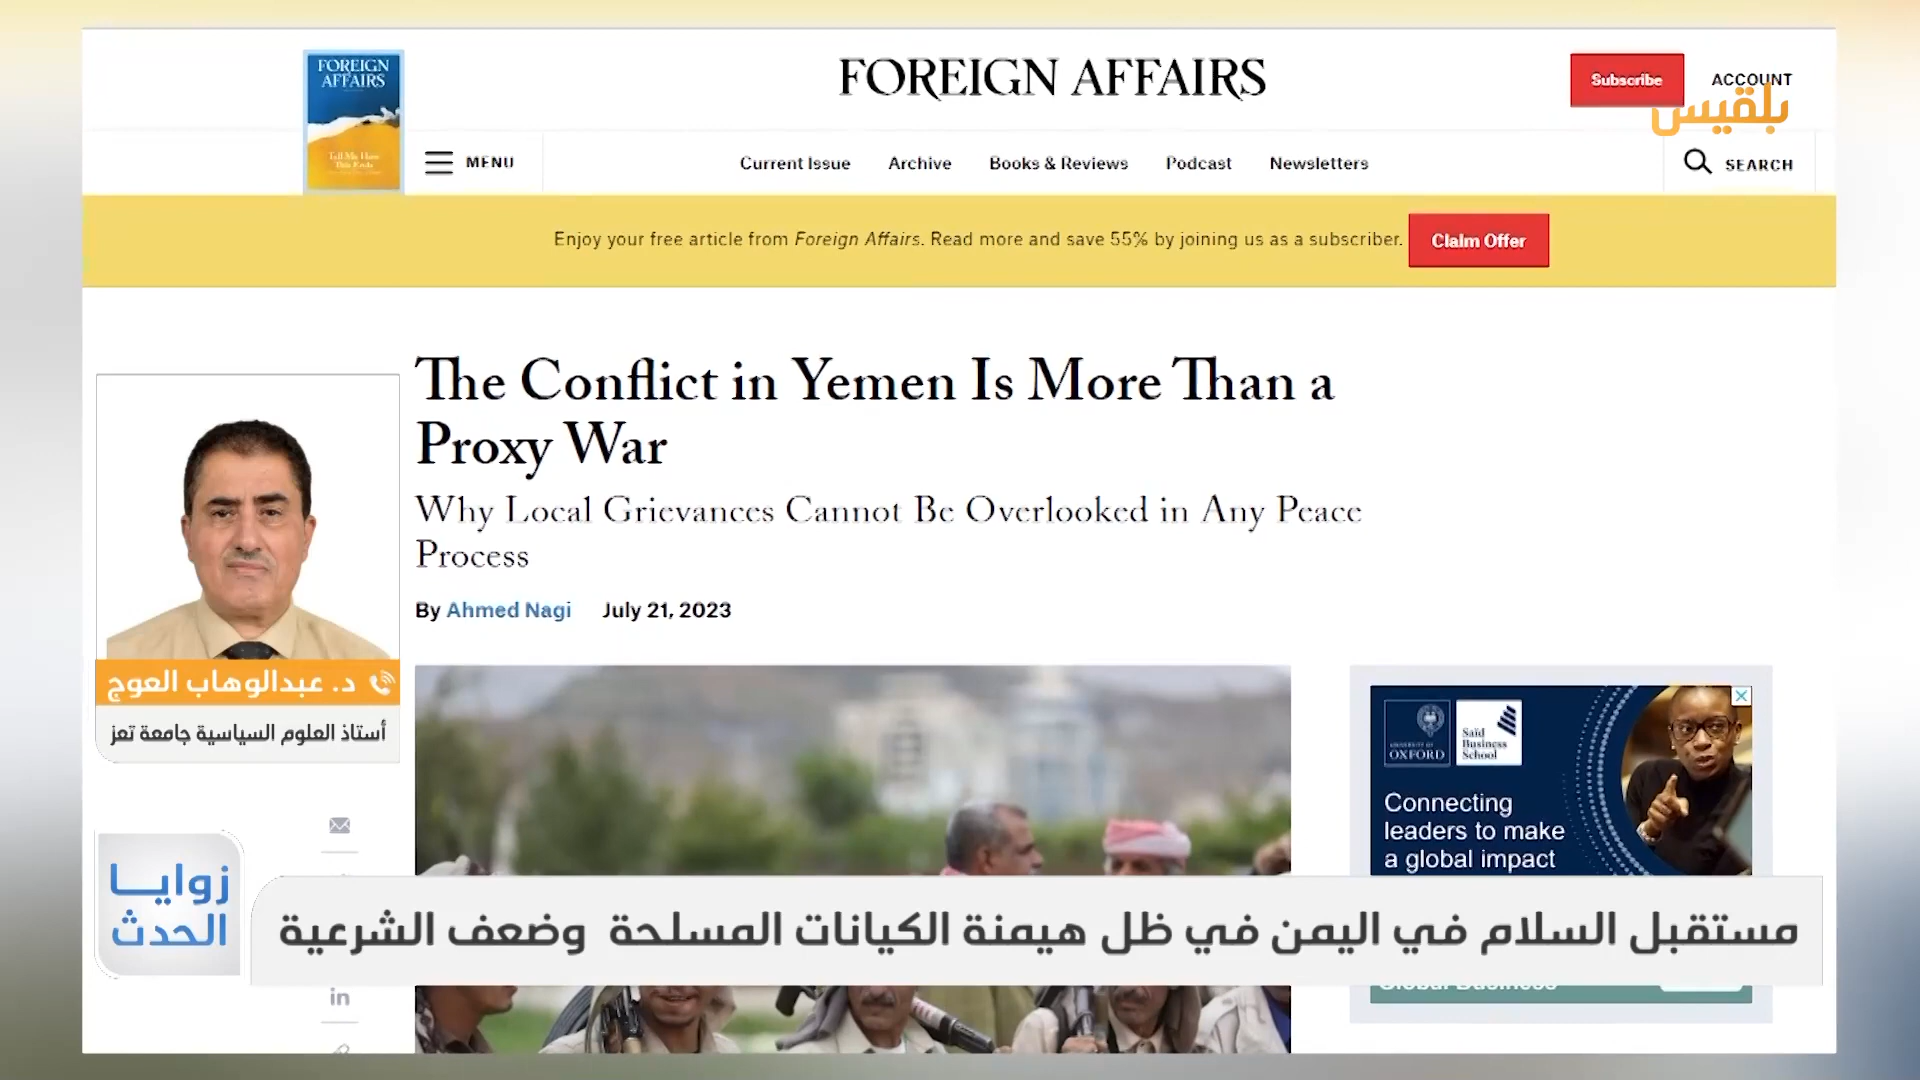 FOREIGN AFFAIRS
FOREIGN
AFFAIRS
Subscribe
ACCOUNT
بلقيس
MENU
Current Issue
Archive
Books & Reviews
Podcast
Newsletters
SEARCH
Enjoy your free article from Foreign Affairs. Read more and save 55% by joining us as a subscriber.
Claim Offer
The Conflict in Yemen Is More Than a
Proxy War
Why Local Grievances Cannot Be Overlooked in Any Peace
Process
By Ahmed Nagi July 21, 2023
د. عبدالوهاب العوج
أستاذ العلوم السياسية جامعة تعز
UNIVERSITY OF
OXFORD
Saïd
Business
School
Connecting
leaders to make
a global impact
زوايا
الحدث
مستقبل السلام في اليمن في ظل هيمنة الكيانات المسلحة وضعف الشرعية
in
Global Business